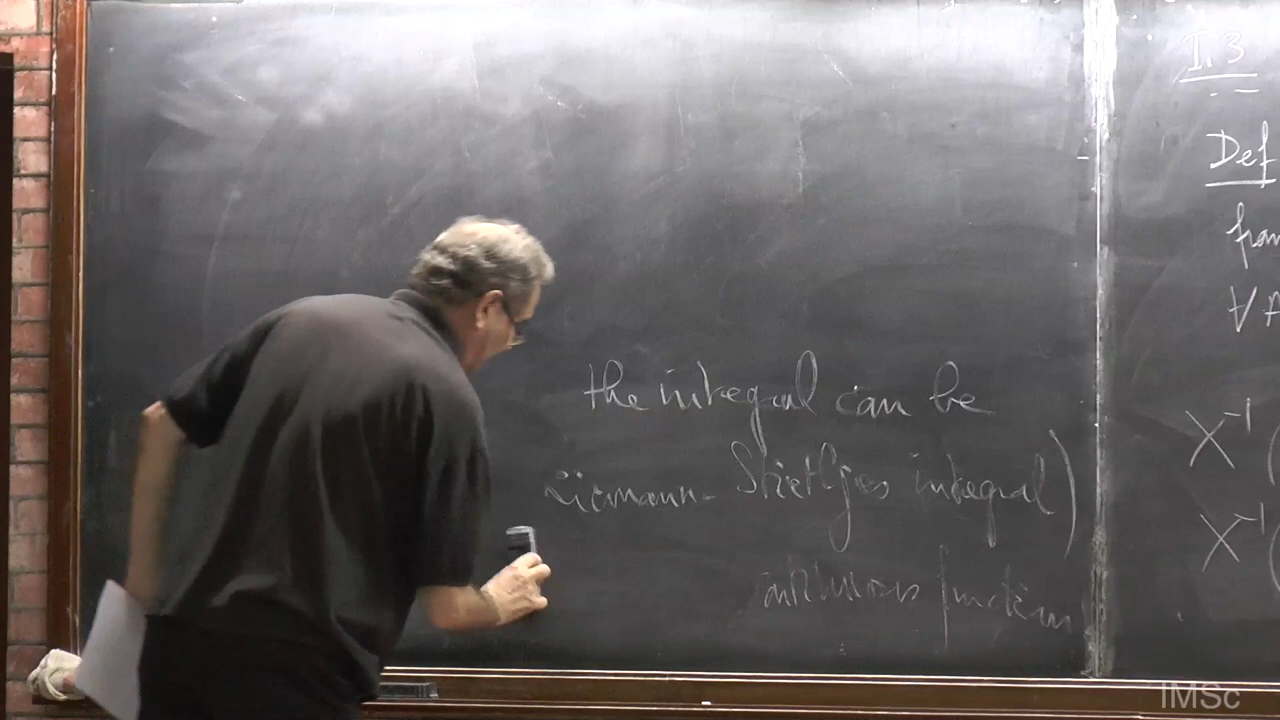 the integral can be
Riemann-Stieltjes integral)
continuous function
I.3
Def
∀
X⁻¹(
X⁻¹(
IMSc